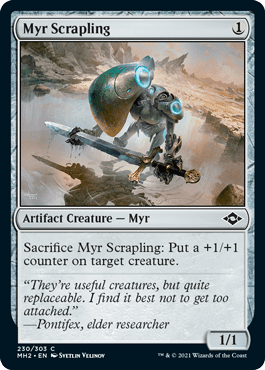 Myr Scrapling 1
Artifact Creature — Myr
Sacrifice Myr Scrapling: Put a +1/+1
counter on target creature.
“They’re useful creatures, but quite
replaceable. I find it best not to get too
attached.”
—Pontifex, elder researcher
1/1
230/303 C
MH2 • EN Svetlin Velinov
™ & © 2021 Wizards of the Coast